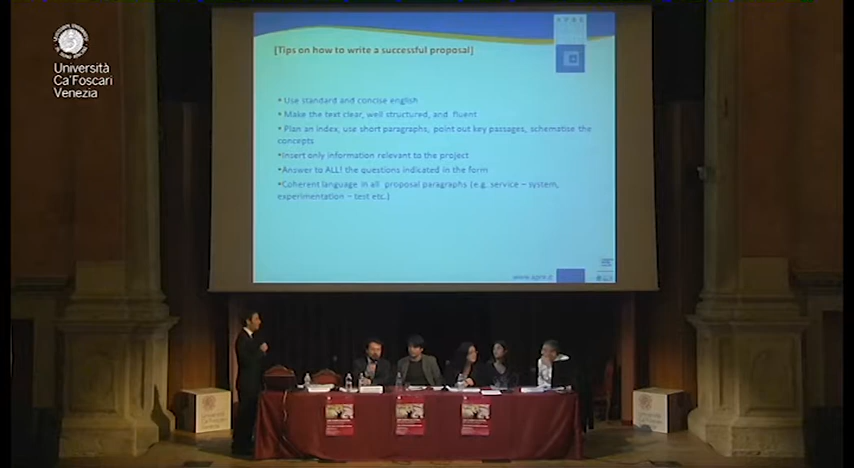 Università
Ca'Foscari
Venezia
[Tips on how to write a successful proposal]
•Use standard and concise english
•Make the text clear, well structured, and fluent
•Plan an index, use short paragraphs, point out key passages, schematise the
concepts
•Insert only information relevant to the project
•Answer to ALL! the questions indicated in the form
•Coherent language in all proposal paragraphs (e.g. service – system,
experimentation – test etc.)
www.apre.it